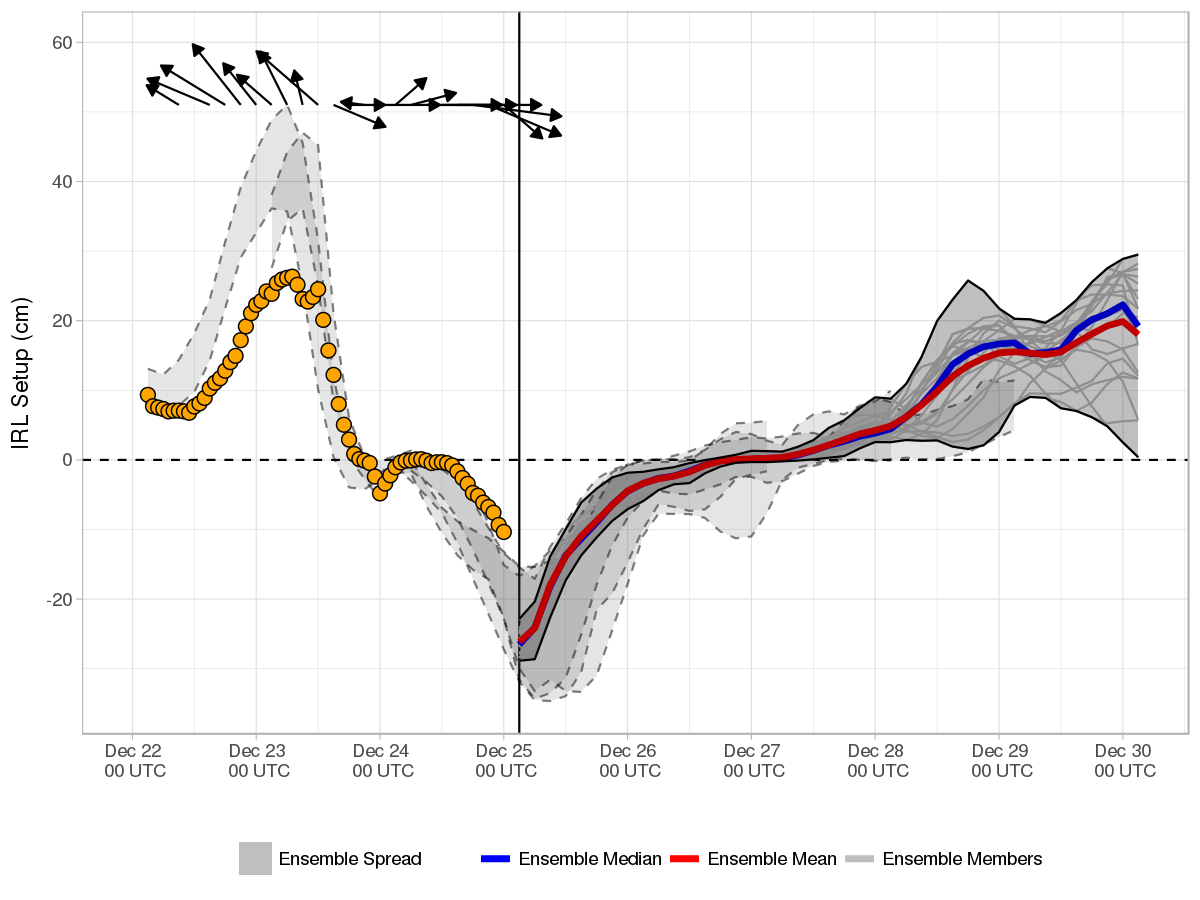 60
40
20
0
-20
IRL Setup (cm)
Dec 22
00 UTC
Dec 23
00 UTC
Dec 24
00 UTC
Dec 25
00 UTC
Dec 26
00 UTC
Dec 27
00 UTC
Dec 28
00 UTC
Dec 29
00 UTC
Dec 30
00 UTC
Ensemble Spread
Ensemble Median
Ensemble Mean
Ensemble Members